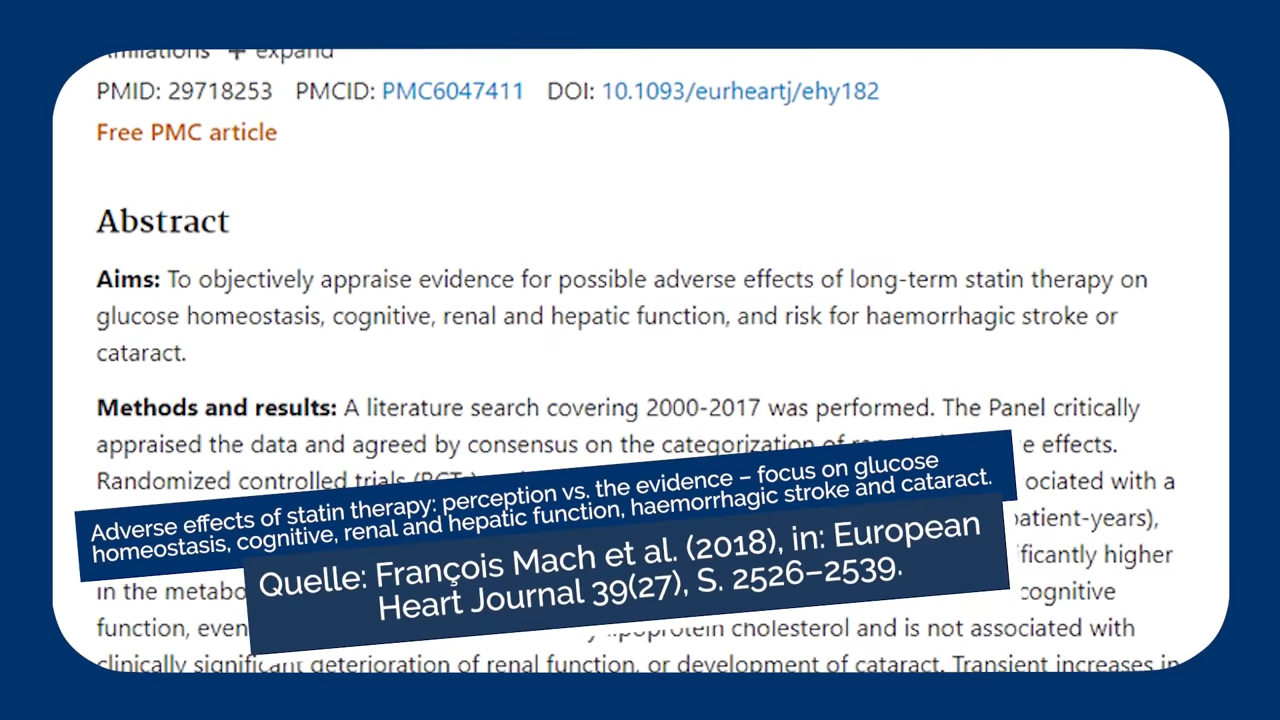 Affiliations + expand
PMID: 29718253 PMCID: PMC6047411 DOI: 10.1093/eurheartj/ehy182
Free PMC article
Abstract
Aims: To objectively appraise evidence for possible adverse effects of long-term statin therapy on
glucose homeostasis, cognitive, renal and hepatic function, and risk for haemorrhagic stroke or
cataract.
Methods and results: A literature search covering 2000-2017 was performed. The Panel critically
appraised the data and agreed by consensus on the categorization of effects.
Randomized controlled trials ociated with a
patient-years),
ificantly higher
in the metabo cognitive
function, even lipoprotein cholesterol and is not associated with
clinically significant deterioration of renal function, or development of cataract. Transient increases in
Adverse effects of statin therapy: perception vs. the evidence – focus on glucose
homeostasis, cognitive, renal and hepatic function, haemorrhagic stroke and cataract.
Quelle: François Mach et al. (2018), in: European
Heart Journal 39(27), S. 2526–2539.